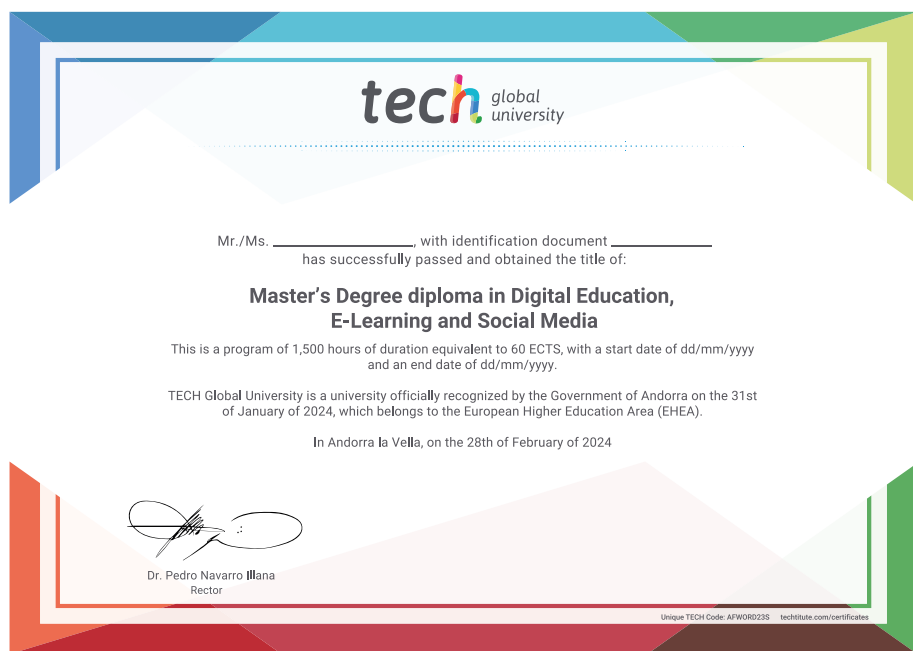 tech global university
Mr./Ms. ____________, with identification document ____________
has successfully passed and obtained the title of:
Master's Degree diploma in Digital Education,
E-Learning and Social Media
This is a program of 1,500 hours of duration equivalent to 60 ECTS, with a start date of dd/mm/yyyy
and an end date of dd/mm/yyyy.
TECH Global University is a university officially recognized by the Government of Andorra on the 31st
of January of 2024, which belongs to the European Higher Education Area (EHEA).
In Andorra la Vella, on the 28th of February of 2024
Dr. Pedro Navarro Illana
Rector
Unique TECH Code: AFWORD23S techtitute.com/certificates